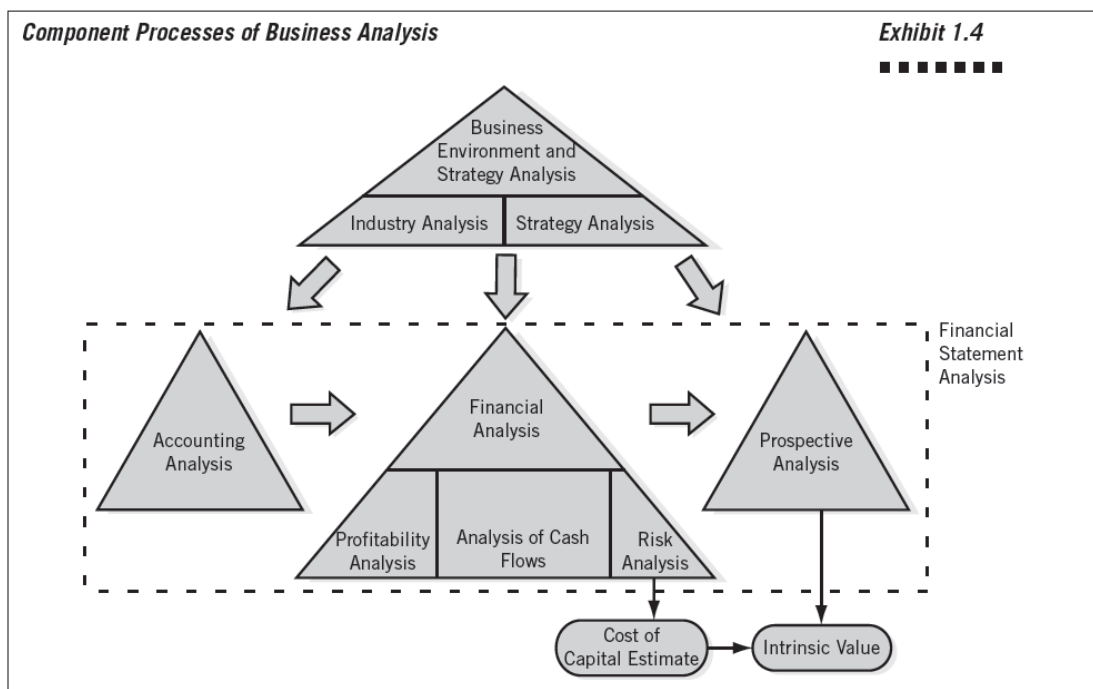 Component Processes of Business Analysis
Exhibit 1.4
Business
Environment and
Strategy Analysis
Industry Analysis
Strategy Analysis
Financial
Statement
Analysis
Accounting
Analysis
Financial
Analysis
Prospective
Analysis
Profitability
Analysis
Analysis of Cash
Flows
Risk
Analysis
Cost of
Capital Estimate
Intrinsic Value